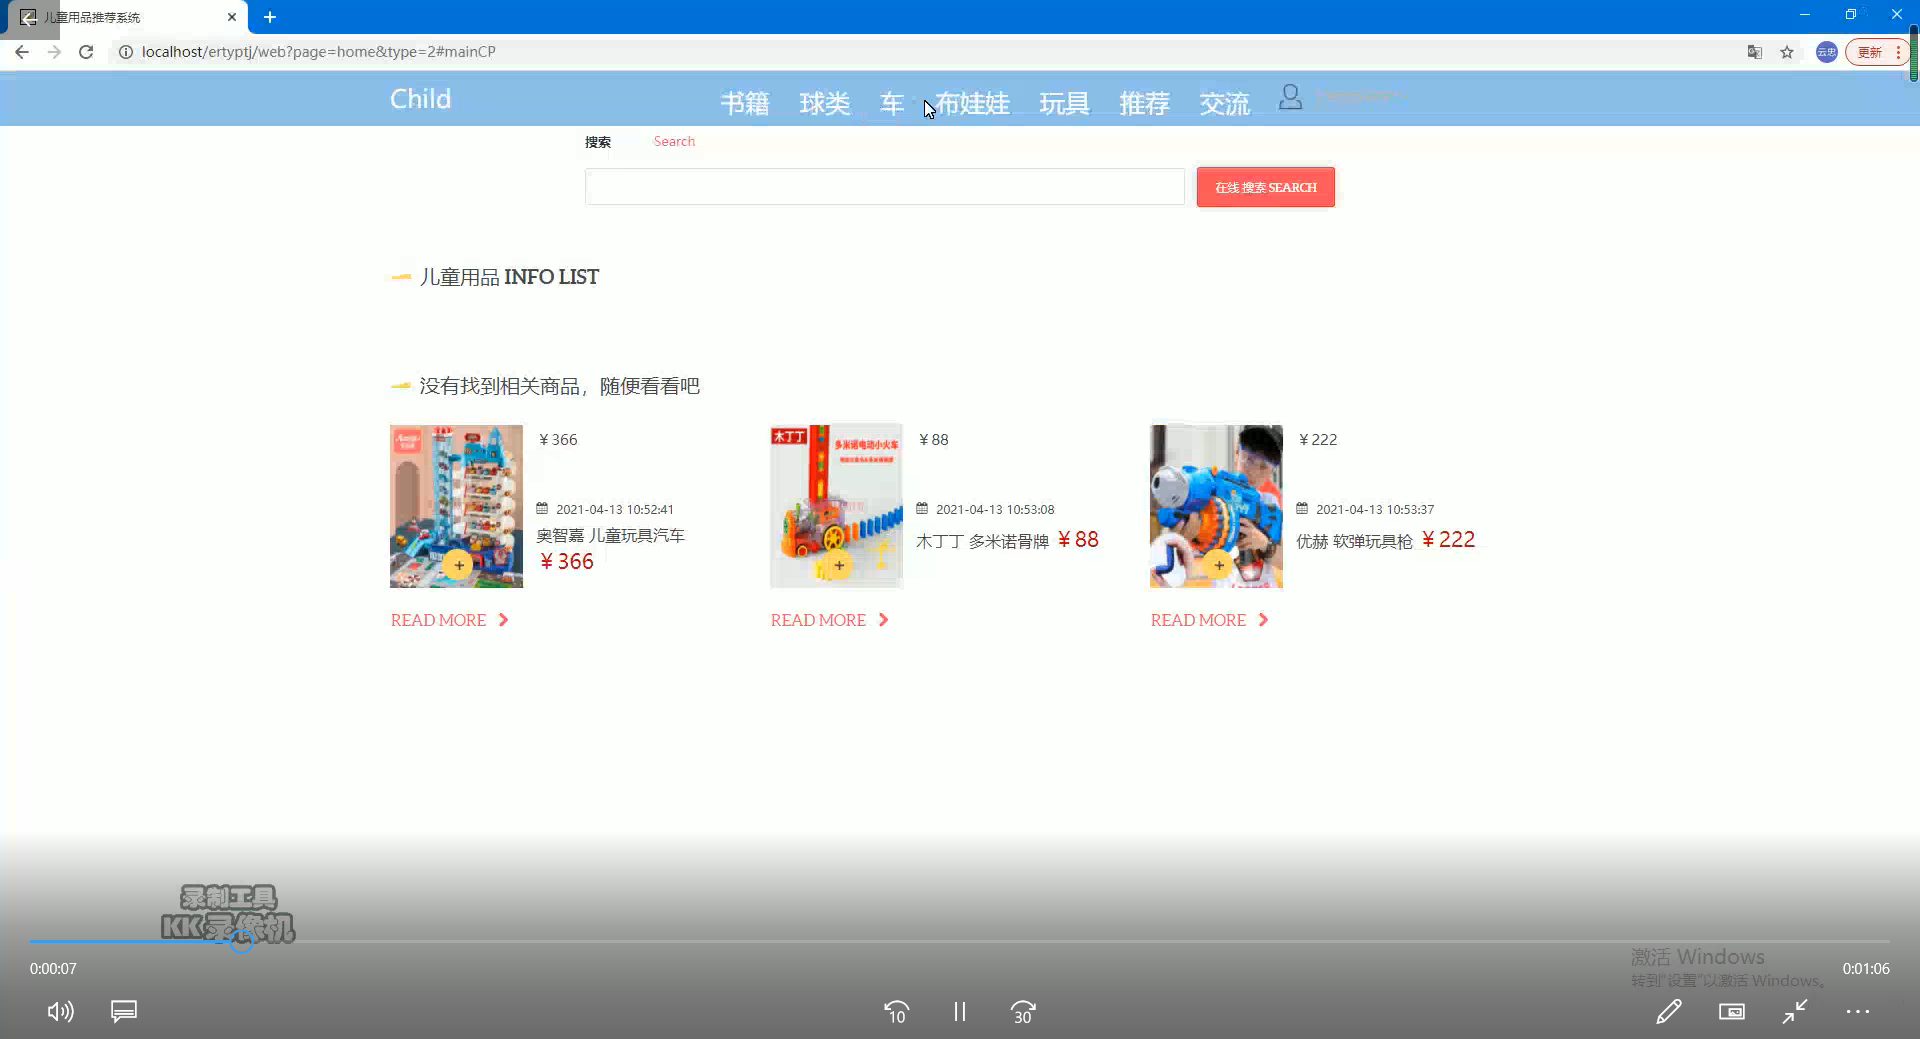 儿童用品推荐系统
localhost/ertyptj/web?page=home&type=2#mainCP
云忠
更新
Child
书籍 球类 车 布娃娃 玩具 推荐 交流
搜索 Search
在线 搜索 SEARCH
儿童用品 INFO LIST
没有找到相关商品，随便看看吧
¥ 366
2021-04-13 10:52:41
奥智嘉 儿童玩具汽车
¥ 366
READ MORE
木丁丁
多米诺电动小火车
¥ 88
2021-04-13 10:53:08
木丁丁 多米诺骨牌 ¥ 88
READ MORE
¥ 222
2021-04-13 10:53:37
优赫 软弹玩具枪 ¥ 222
READ MORE
录制工具
KK录像机
激活 Windows
转到"设置"以激活 Windows。
0:00:07
0:01:06
10
30